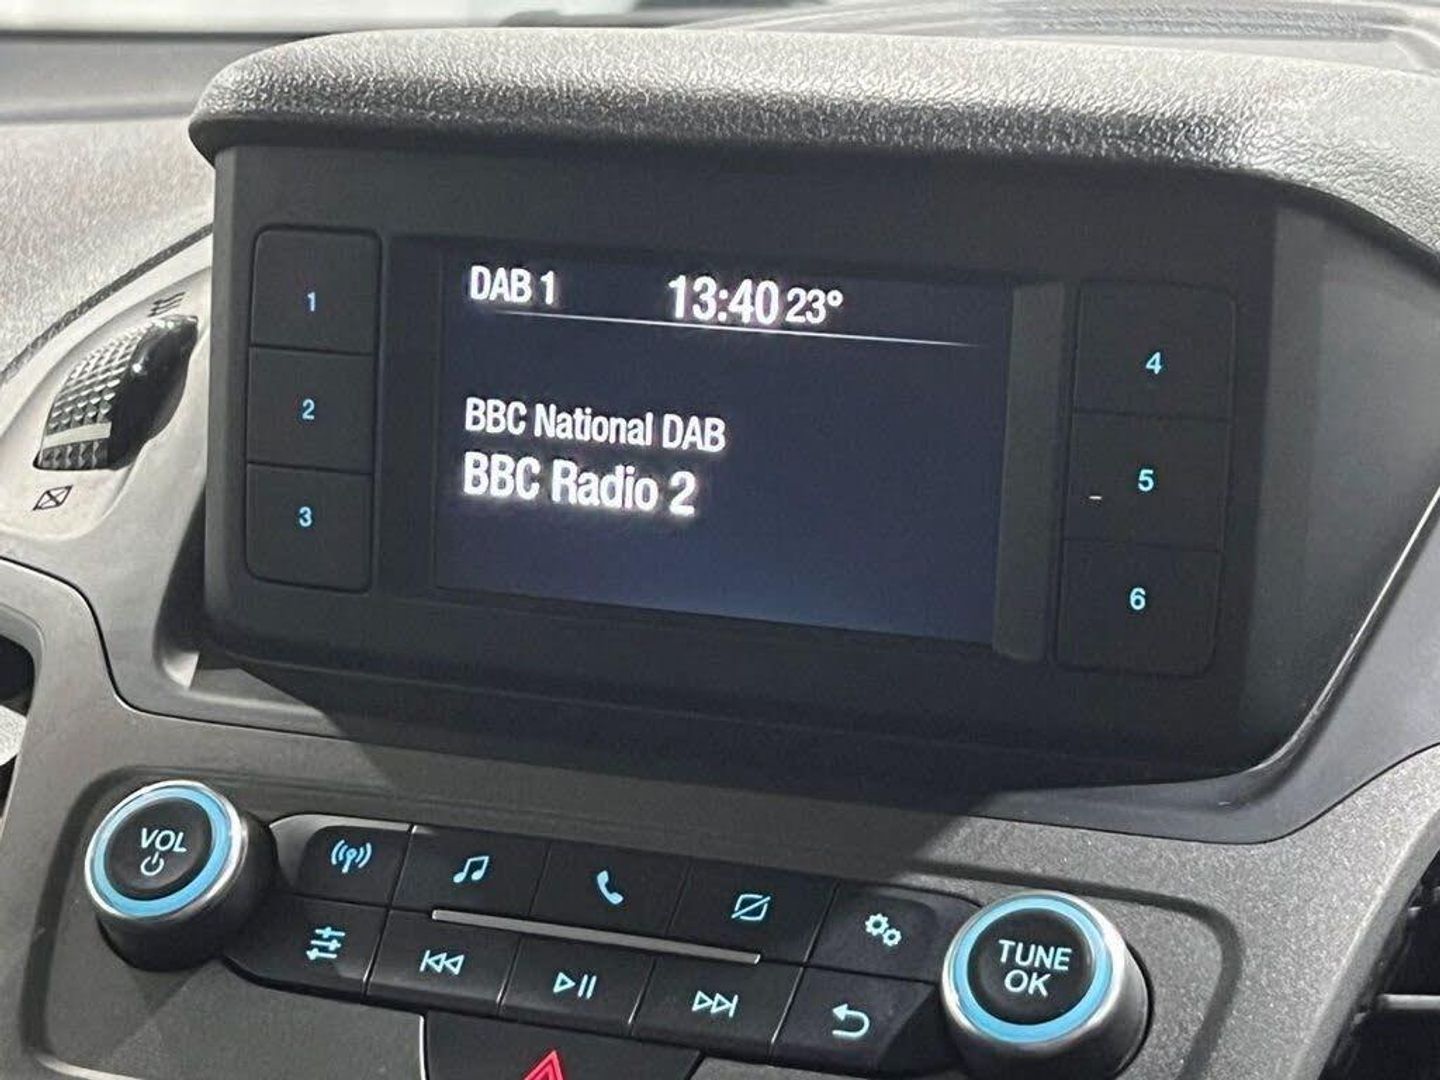 DAB 1 13:40 23°
BBC National DAB
BBC Radio 2
1
2
3
4
5
6
VOL
TUNE
OK